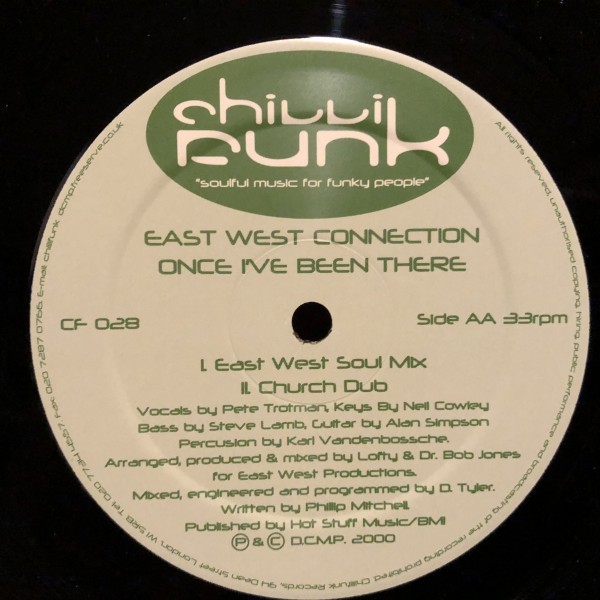 chilli funk
"soulful music for funky people"
EAST WEST CONNECTION
ONCE I'VE BEEN THERE
CF 028
Side AA 33rpm
I. East West Soul Mix
II. Church Dub
Vocals by Pete Trotman, Keys By Neil Cowley
Bass by Steve Lamb, Guitar by Alan Simpson
Percusion by Karl Vandenbossche.
Arranged, produced & mixed by Lofty & Dr. Bob Jones
for East West Productions.
Mixed, engineered and programmed by D. Tyler.
Written by Phillip Mitchell.
Published by Hot Stuff Music/BMI
Ⓟ & © D.C.M.P. 2000
All rights reserved, unauthorised copying, hiring, public performance and broadcasting of the recording prohibited. Chillifunk Records, 94 Dean Street London,